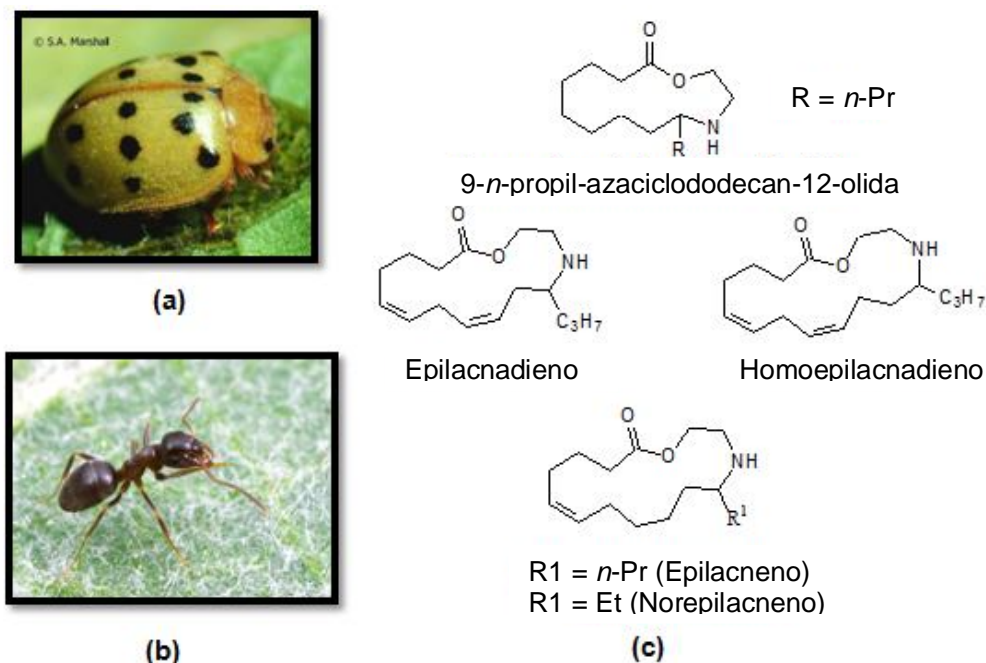 © S.A. Marshall
(a)
(b)
O
O
N
H
R
R = n-Pr
9-n-propil-azaciclododecan-12-olida
O
O
NH
C₃H₇
Epilacnadieno
O
O
NH
C₃H₇
Homoepilacnadieno
O
O
NH
R¹
R1 = n-Pr (Epilacneno)
R1 = Et (Norepilacneno)
(c)